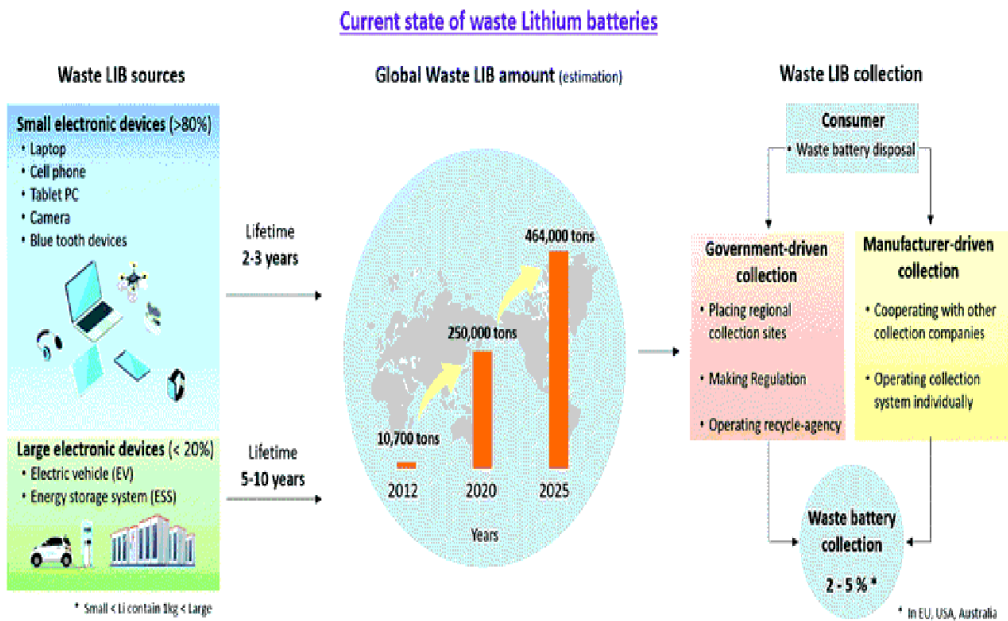 Current state of waste Lithium batteries
Waste LIB sources
Small electronic devices (>80%)
• Laptop
• Cell phone
• Tablet PC
• Camera
• Blue tooth devices
Large electronic devices (< 20%)
• Electric vehicle (EV)
• Energy storage system (ESS)
* Small < Li contain 1kg < Large
Lifetime
2-3 years
Lifetime
5-10 years
Global Waste LIB amount (estimation)
464,000 tons
250,000 tons
10,700 tons
2012
2020
2025
Years
Waste LIB collection
Consumer
• Waste battery disposal
Government-driven
collection
• Placing regional
collection sites
• Making Regulation
• Operating recycle-agency
Manufacturer-driven
collection
• Cooperating with other
collection companies
• Operating collection
system individually
Waste battery
collection
2 - 5 % *
* In EU, USA, Australia